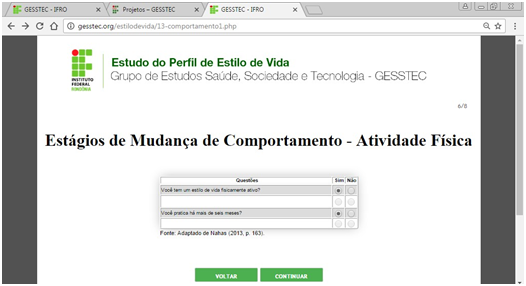 GESSTEC - IFRO
Projetos – GESSTEC
GESSTEC - IFRO
gesstec.org/estilodevida/13-comportamento1.php
INSTITUTO
FEDERAL
RONDÔNIA
Estudo do Perfil de Estilo de Vida
Grupo de Estudos Saúde, Sociedade e Tecnologia - GESSTEC
6/8
Estágios de Mudança de Comportamento - Atividade Física
Questões Sim Não
Você tem um estilo de vida fisicamente ativo?
Você pratica há mais de seis meses?
Fonte: Adaptado de Nahas (2013, p. 163).
VOLTAR CONTINUAR